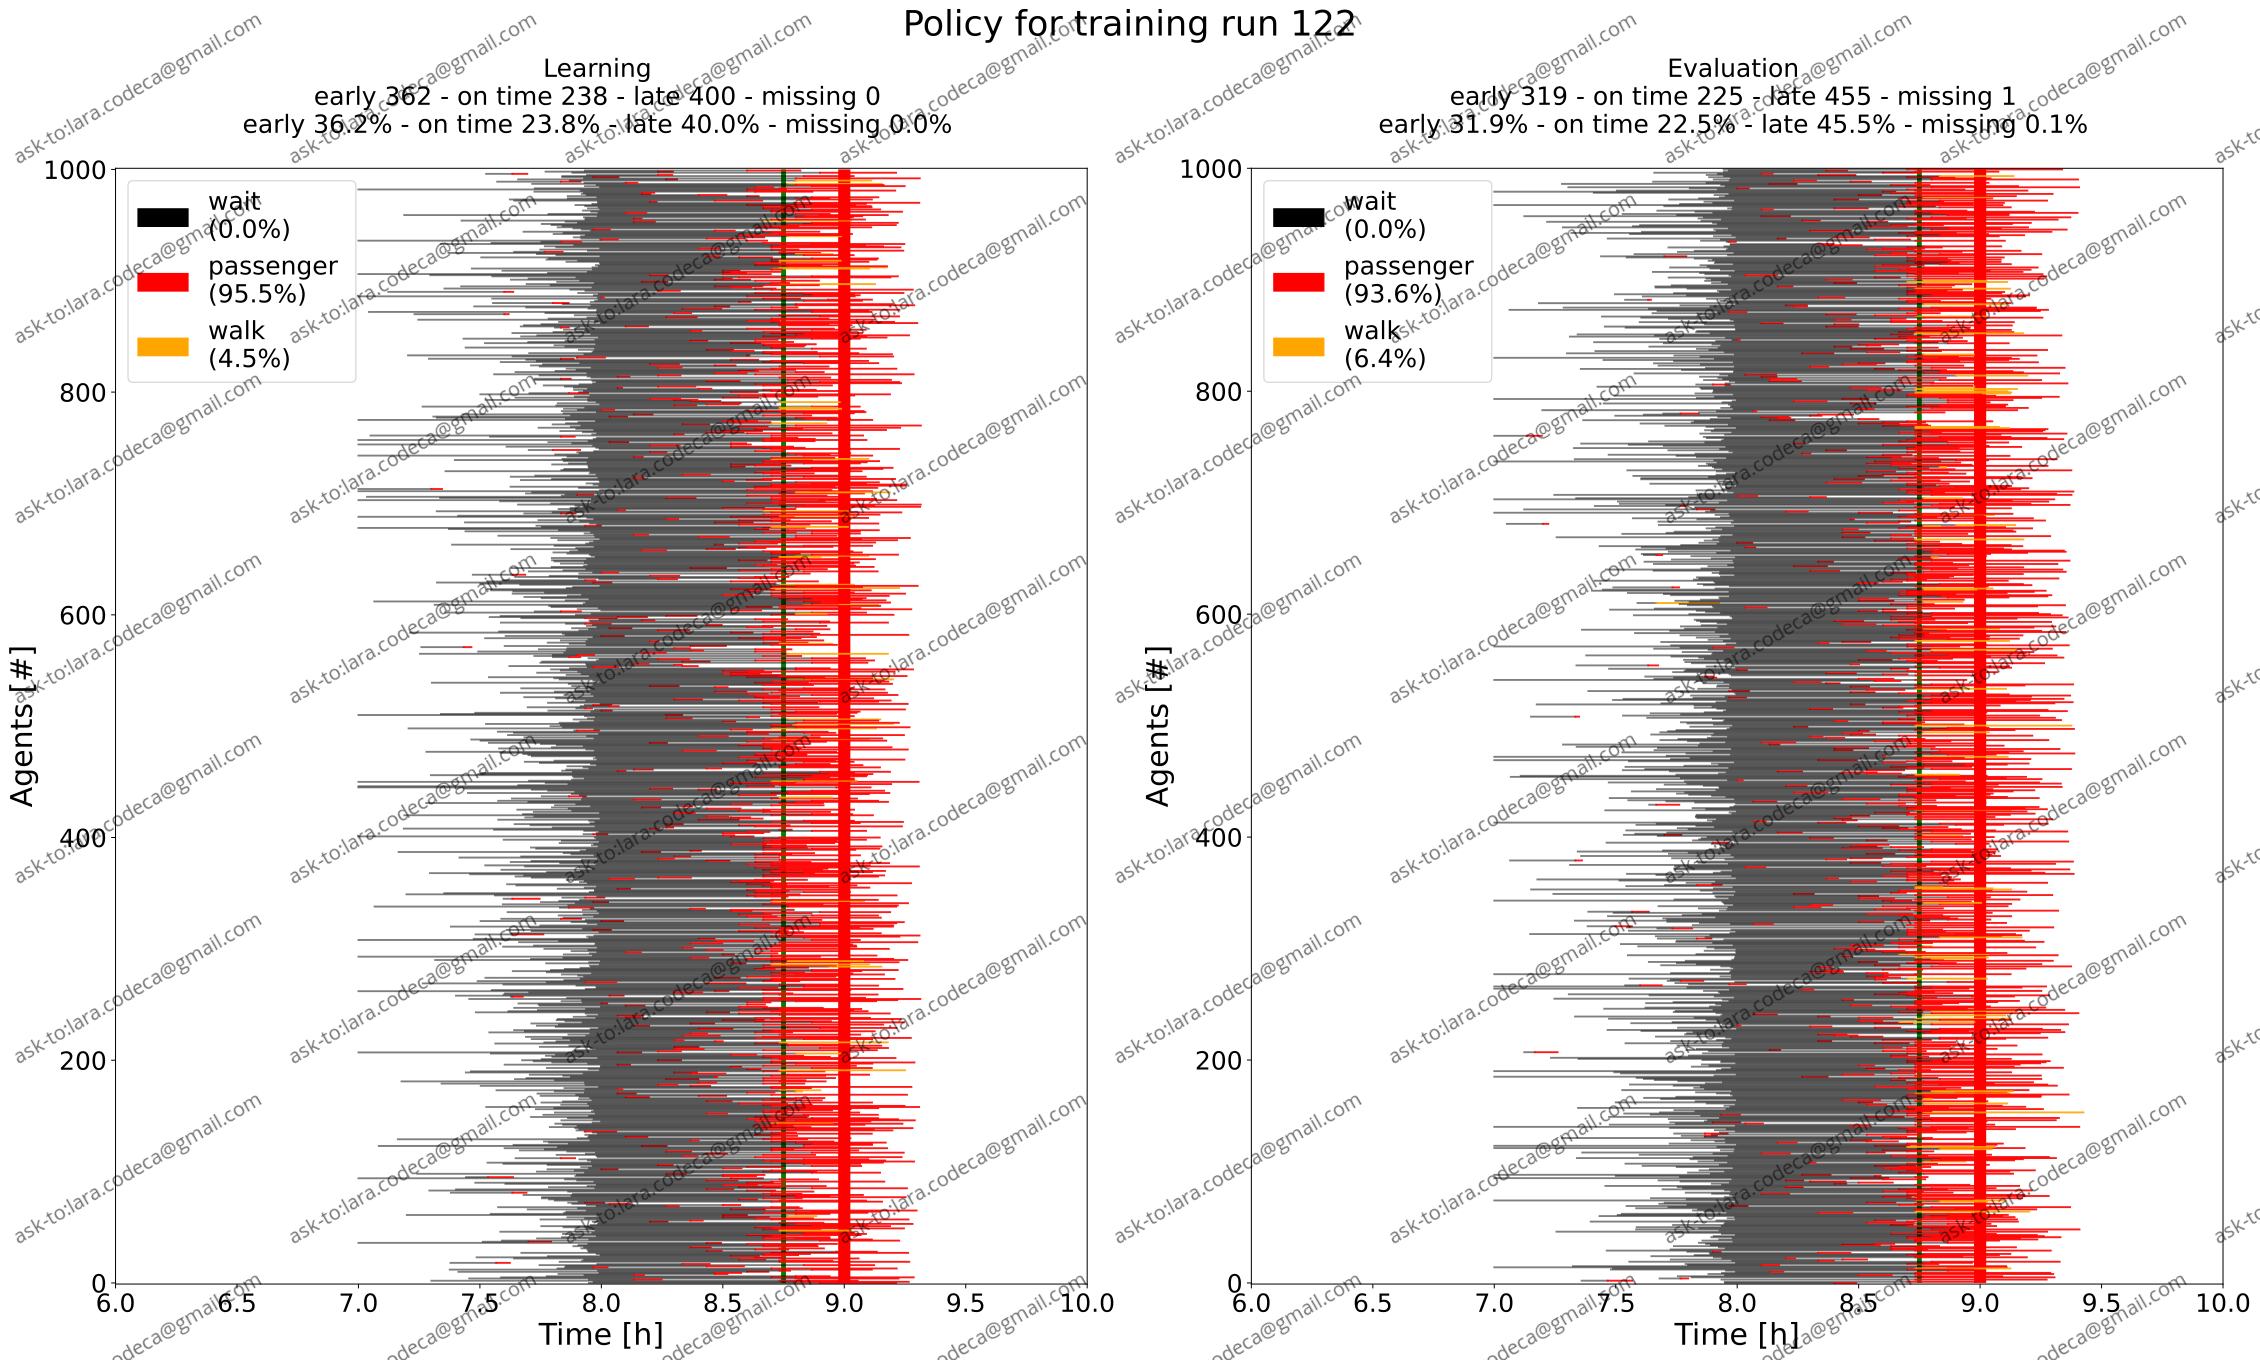 Policy for training run 122
Learning
early 362 - on time 238 - late 400 - missing 0
early 36.2% - on time 23.8% - late 40.0% - missing 0.0%
1000
800
600
400
200
0
Agents [#]
wait
(0.0%)
passenger
(95.5%)
walk
(4.5%)
6.0 6.5 7.0 7.5 8.0 8.5 9.0 9.5 10.0
Time [h]
Evaluation
early 319 - on time 225 - late 455 - missing 1
early 31.9% - on time 22.5% - late 45.5% - missing 0.1%
1000
800
600
400
200
0
Agents [#]
wait
(0.0%)
passenger
(93.6%)
walk
(6.4%)
6.0 6.5 7.0 7.5 8.0 8.5 9.0 9.5 10.0
Time [h]
ask-to:lara.codeca@gmail.com